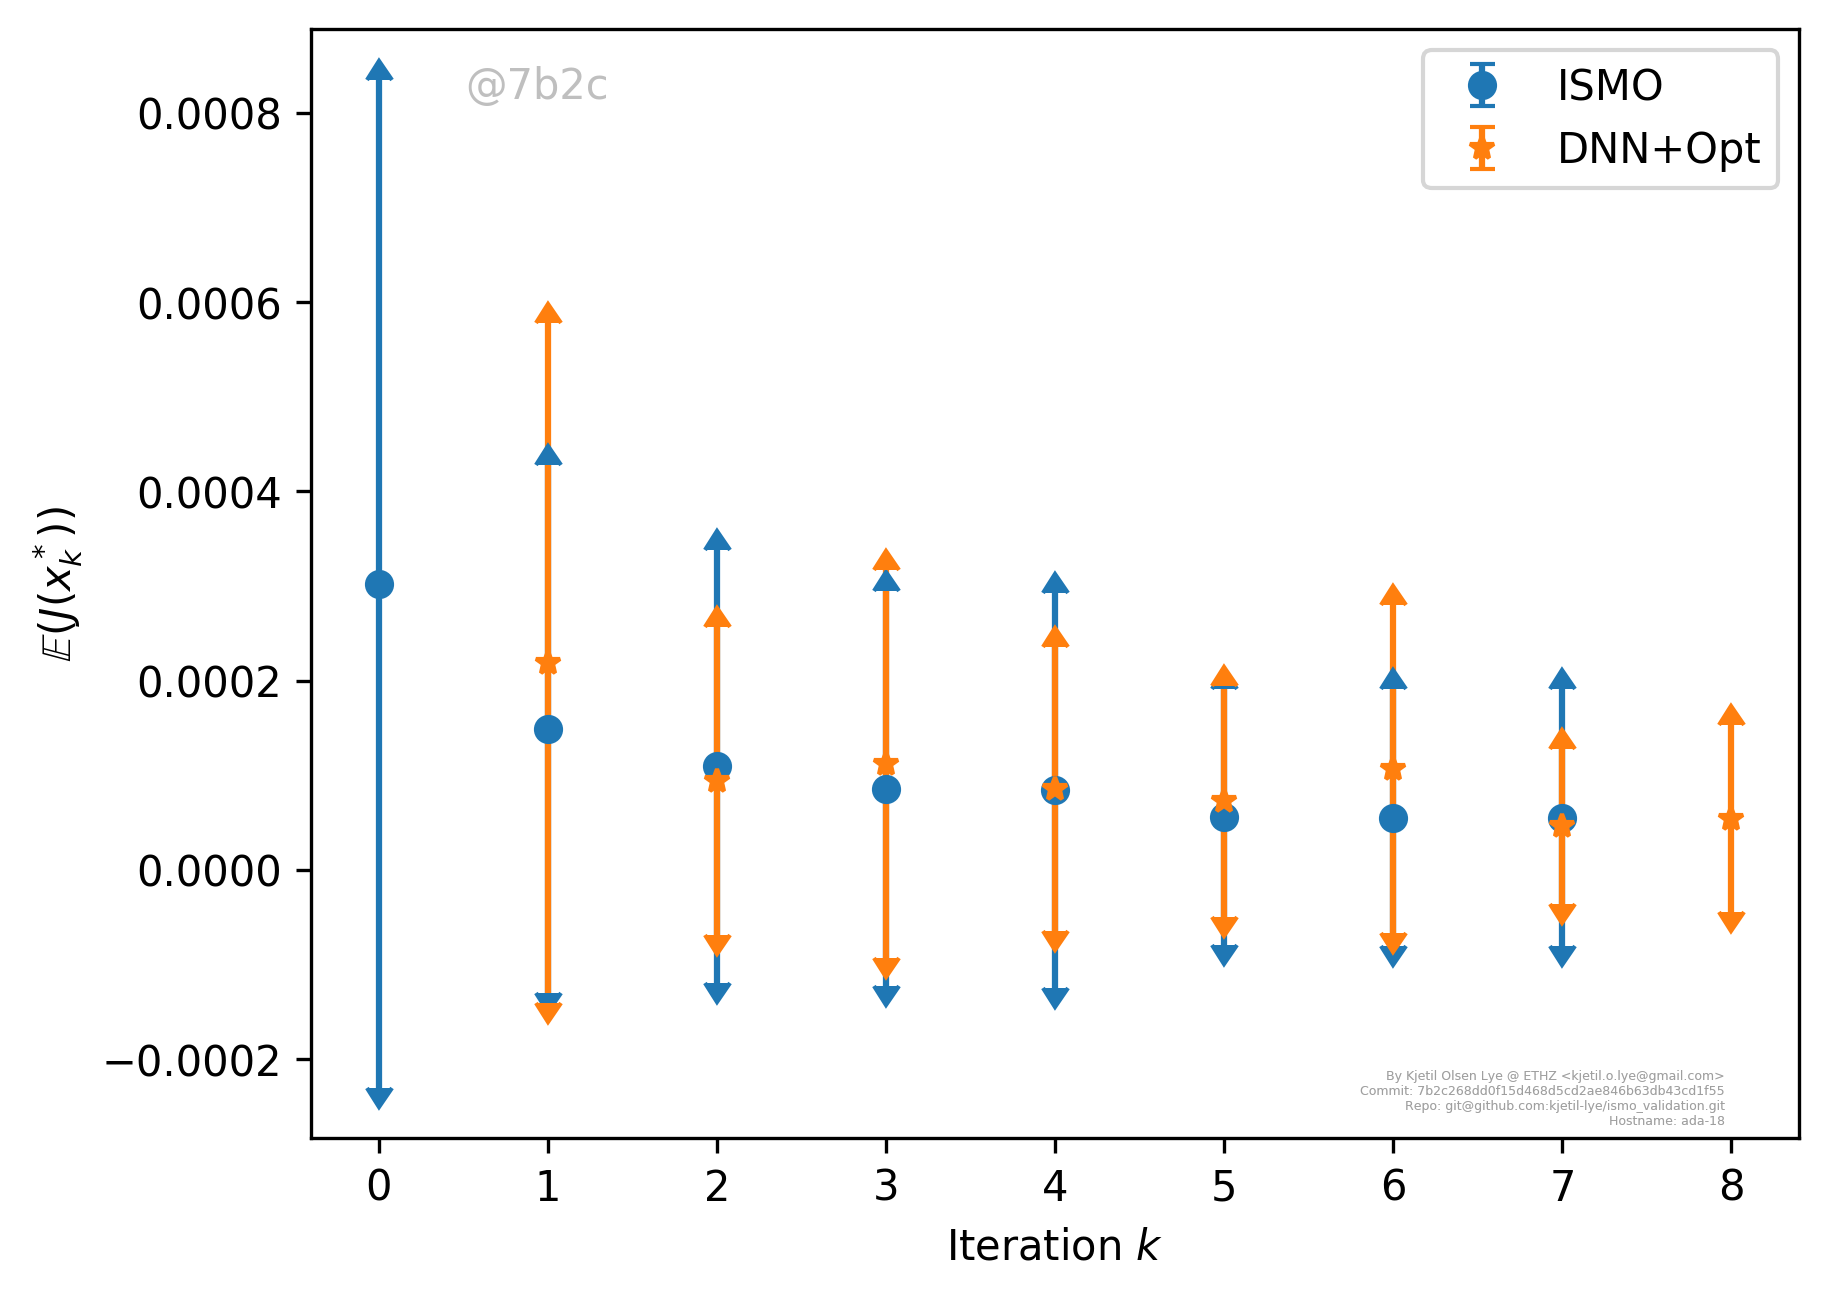 @7b2c
ISMO
DNN+Opt
0.0008
0.0006
0.0004
0.0002
0.0000
−0.0002
𝔼(J(x*k))
By Kjetil Olsen Lye @ ETHZ <kjetil.o.lye@gmail.com>
Commit: 7b2c268dd0f15d468d5cd2ae846b63db43cd1f55
Repo: git@github.com:kjetil-lye/ismo_validation.git
Hostname: ada-18
0 1 2 3 4 5 6 7 8
Iteration k